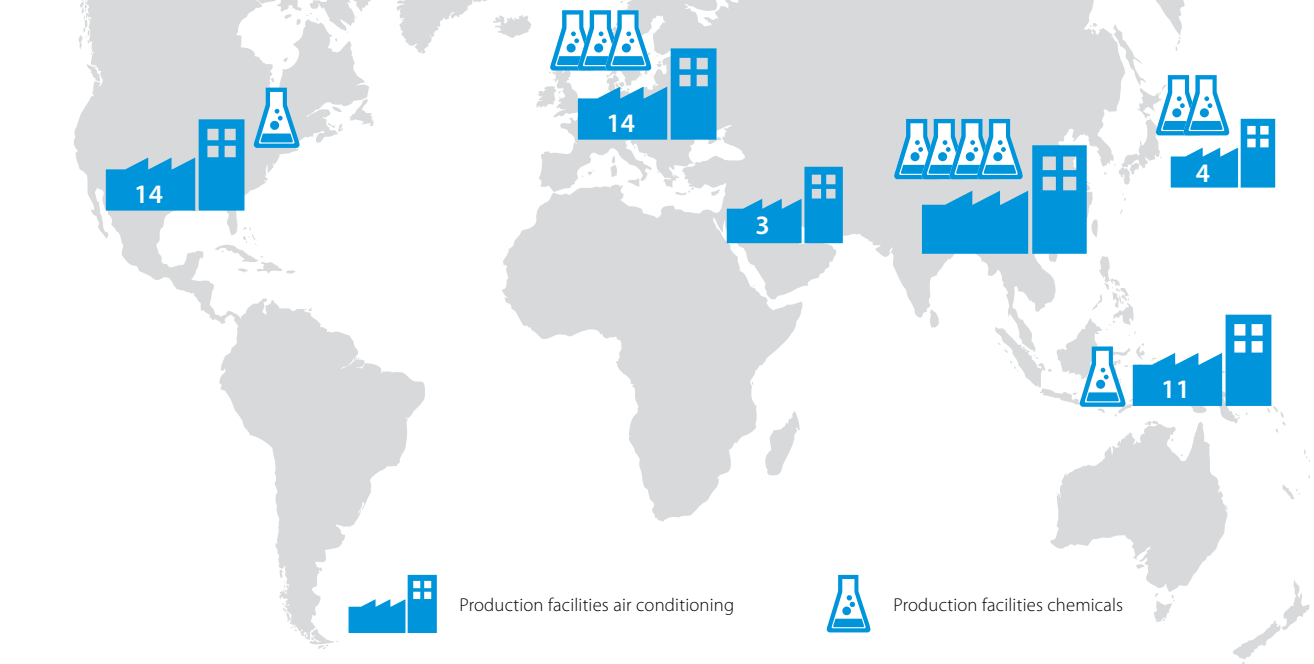 14
14
3
4
11
Production facilities air conditioning
Production facilities chemicals